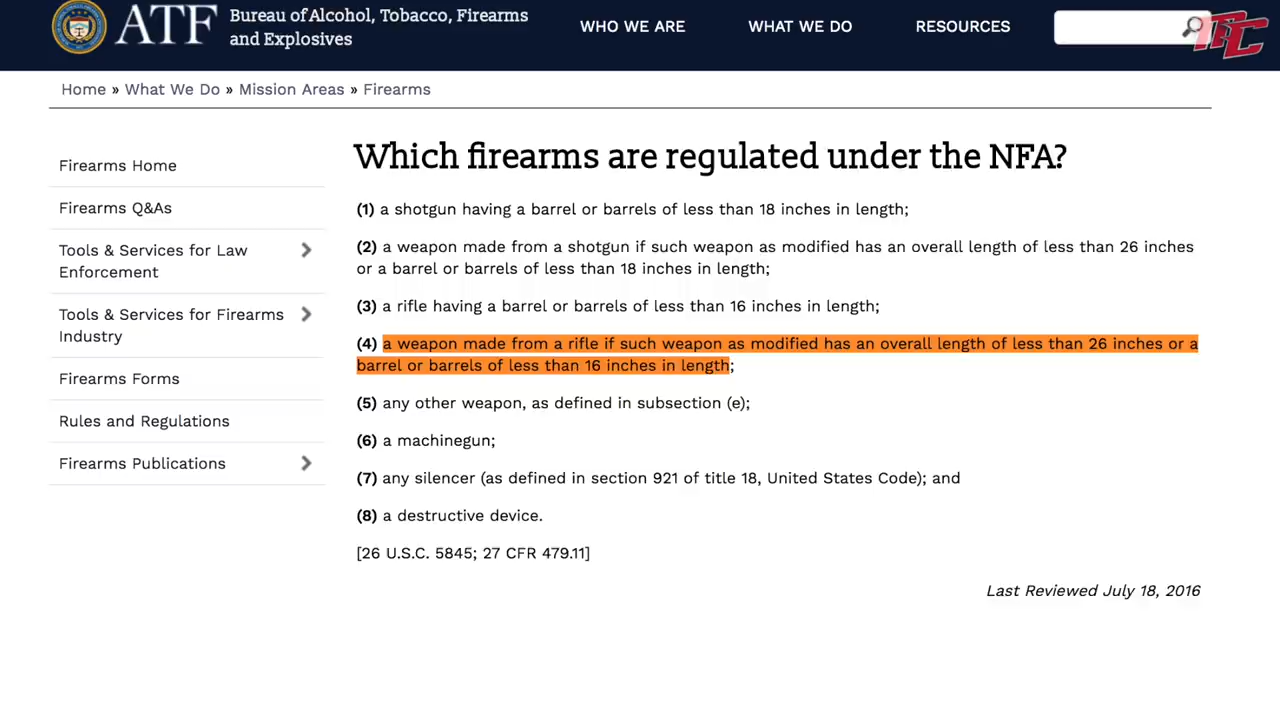 ATF
Bureau of Alcohol, Tobacco, Firearms
and Explosives
WHO WE ARE
WHAT WE DO
RESOURCES
Home » What We Do » Mission Areas » Firearms
Firearms Home
Firearms Q&As
Tools & Services for Law
Enforcement
Tools & Services for Firearms
Industry
Firearms Forms
Rules and Regulations
Firearms Publications
Which firearms are regulated under the NFA?
(1) a shotgun having a barrel or barrels of less than 18 inches in length;
(2) a weapon made from a shotgun if such weapon as modified has an overall length of less than 26 inches
or a barrel or barrels of less than 18 inches in length;
(3) a rifle having a barrel or barrels of less than 16 inches in length;
(4) a weapon made from a rifle if such weapon as modified has an overall length of less than 26 inches or a
barrel or barrels of less than 16 inches in length;
(5) any other weapon, as defined in subsection (e);
(6) a machinegun;
(7) any silencer (as defined in section 921 of title 18, United States Code); and
(8) a destructive device.
[26 U.S.C. 5845; 27 CFR 479.11]
Last Reviewed July 18, 2016